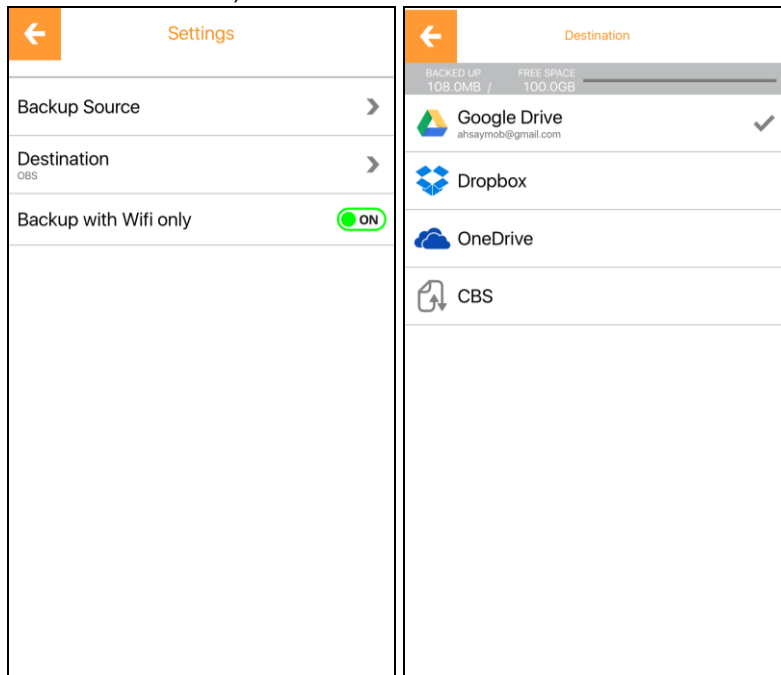 Settings
Backup Source
Destination
OBS
Backup with Wifi only
ON
Destination
BACKED UP FREE SPACE
108.0MB / 100.0GB
Google Drive
ahsaymob@gmail.com
Dropbox
OneDrive
CBS